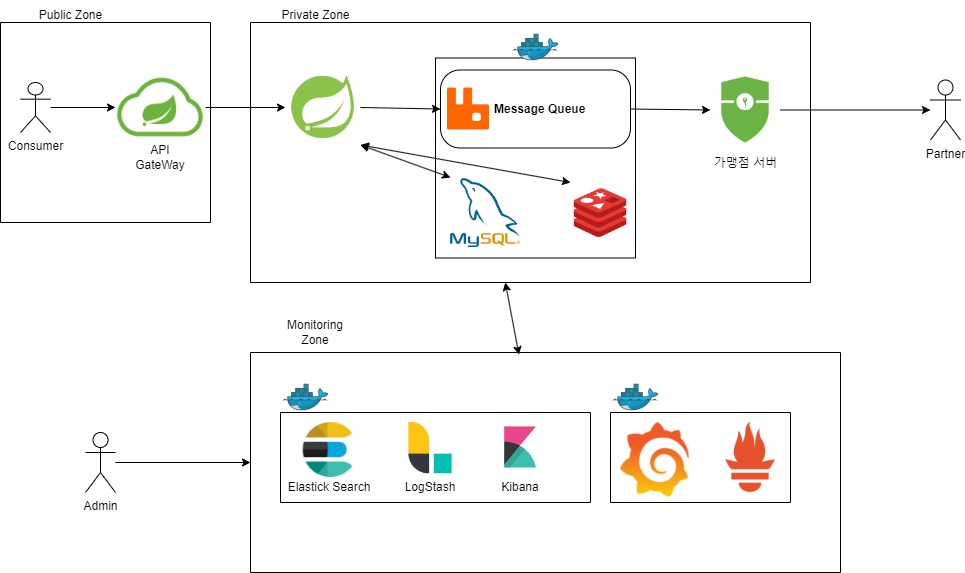 Public Zone
Private Zone
Consumer
API
GateWay
Message Queue
MySQL
가맹점 서버
Partner
Monitoring
Zone
Admin
Elastick Search
LogStash
Kibana